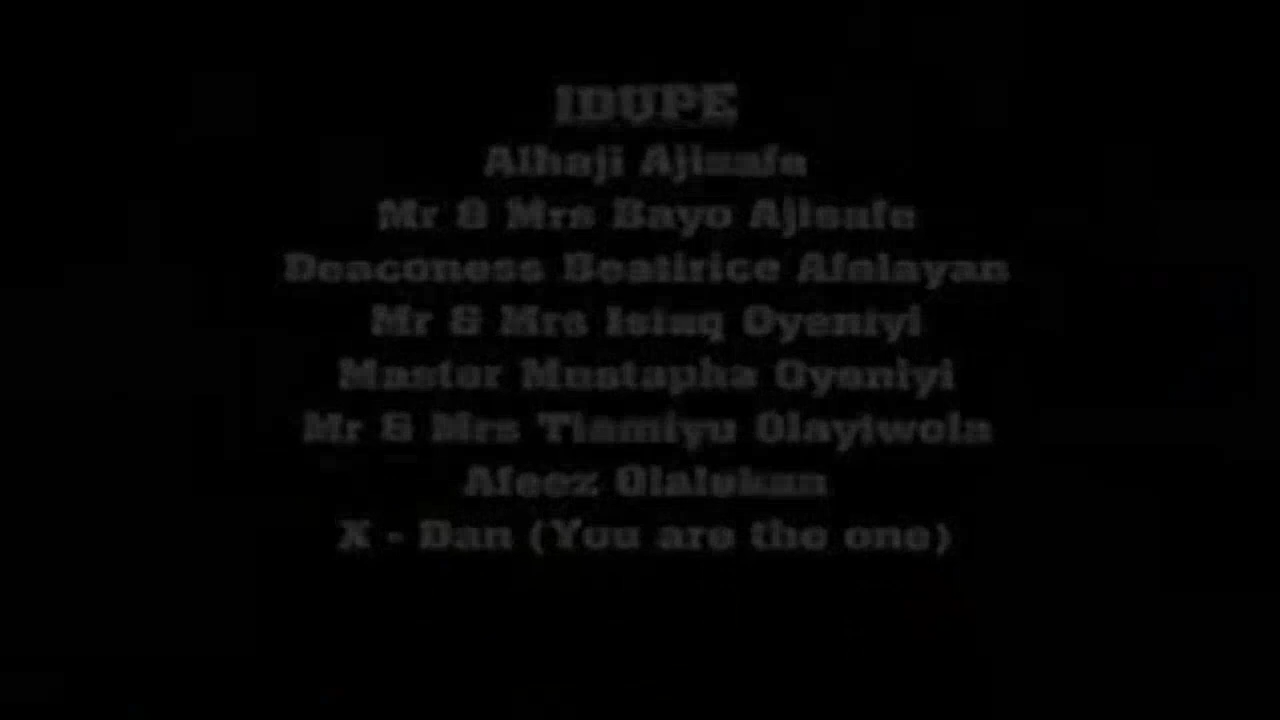 IDUPE
Alhaji Ajisafe
Mr & Mrs Bayo Ajisafe
Deaconess Beatirice Afolayan
Mr & Mrs Isiaq Oyeniyi
Master Mustapha Oyeniyi
Mr & Mrs Tiamiyu Olayiwola
Afeez Olalekan
X - Dan (You are the one)